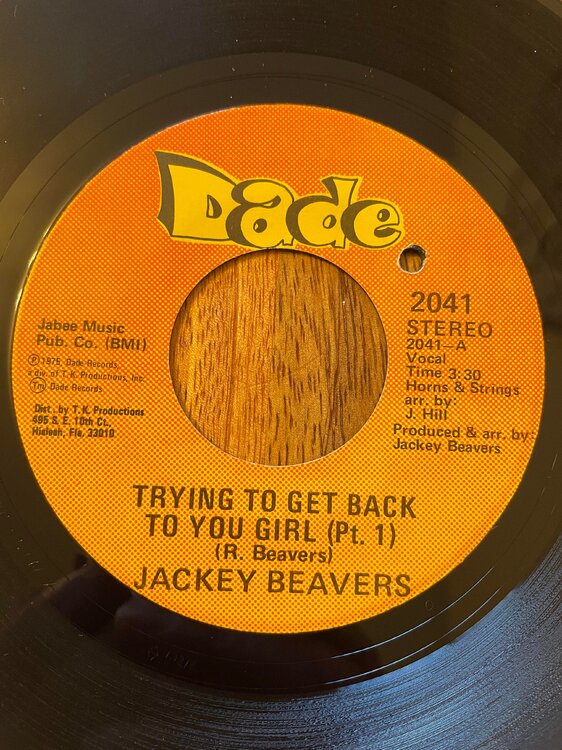 Dade
2041
STEREO
2041-A
Vocal
Time 3:30
Horns & Strings
arr. by:
J. Hill
Produced & arr. by:
Jackey Beavers
Jabee Music
Pub. Co. (BMI)
Ⓟ 1975, Dade Records,
a div. of T. K. Productions, Inc.
Dade Records
Dist. by T. K. Productions
495 S. E. 10th Ct.,
Hialeah, Fla. 33010
TRYING TO GET BACK
TO YOU GIRL (Pt. 1)
(R. Beavers)
JACKEY BEAVERS